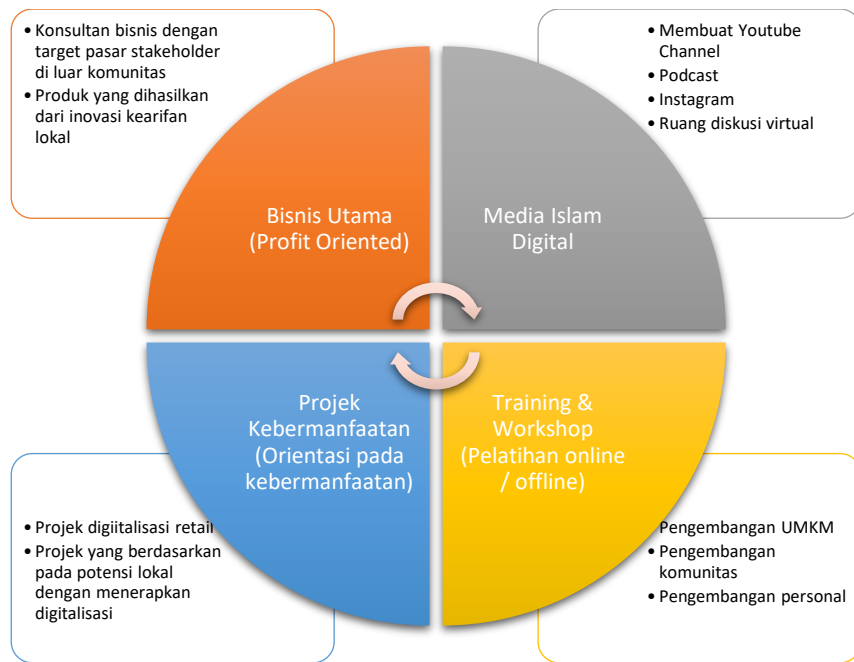 • Konsultan bisnis dengan
target pasar stakeholder
di luar komunitas
• Produk yang dihasilkan
dari inovasi kearifan
lokal
• Membuat Youtube
Channel
• Podcast
• Instagram
• Ruang diskusi virtual
Bisnis Utama
(Profit Oriented)
Media Islam
Digital
Projek
Kebermanfaatan
(Orientasi pada
kebermanfaatan)
Training &
Workshop
(Pelatihan online
/ offline)
• Projek digiitalisasi retail
• Projek yang berdasarkan
pada potensi lokal
dengan menerapkan
digitalisasi
Pengembangan UMKM
• Pengembangan
komunitas
• Pengembangan personal